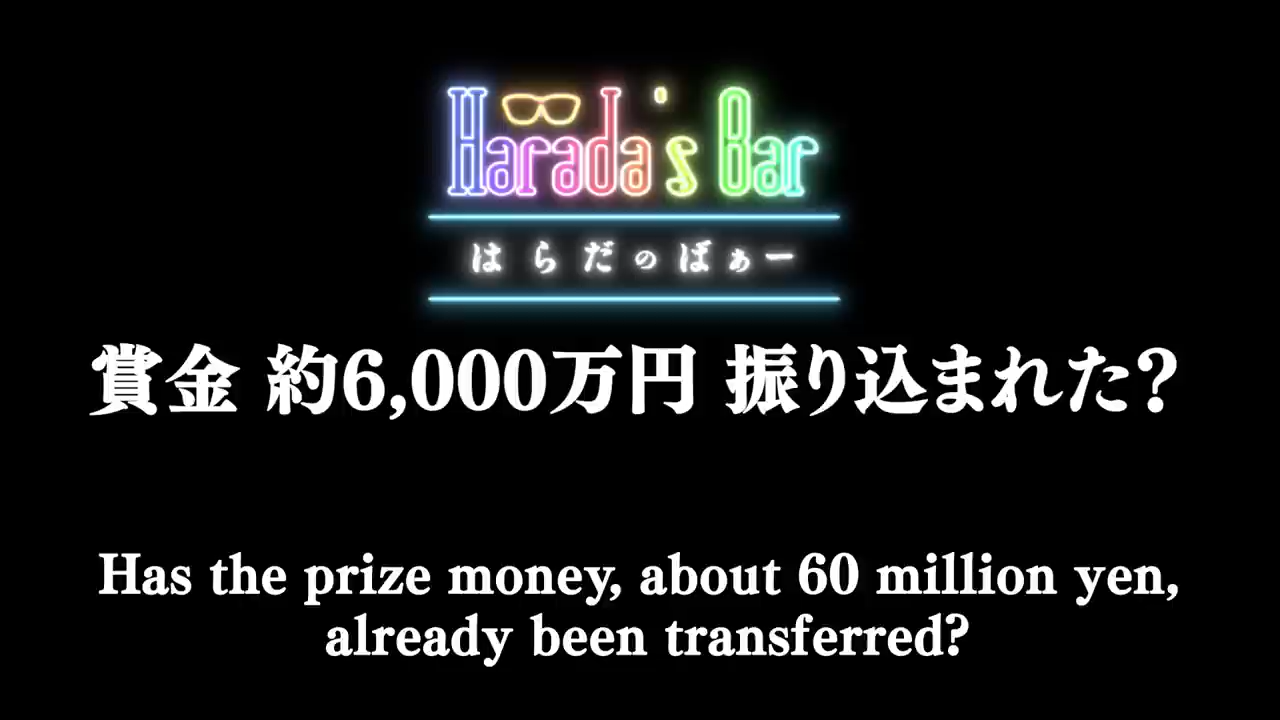 Harada's Bar
はらだのばぁー
賞金 約6,000万円 振り込まれた?
Has the prize money, about 60 million yen,
already been transferred?